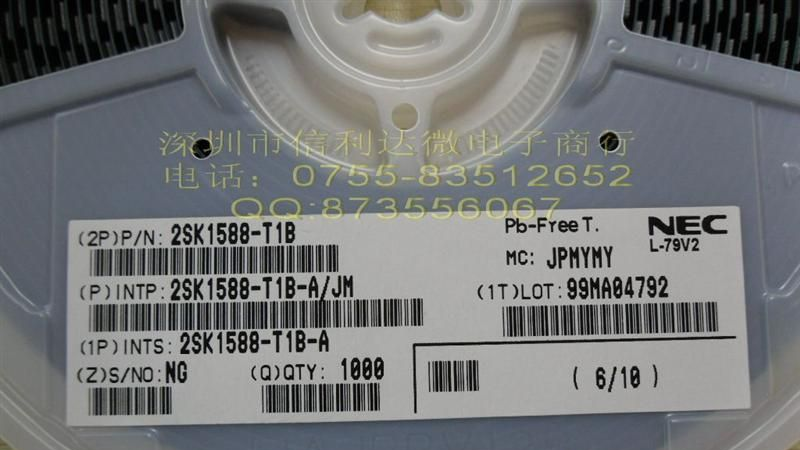 深圳市信利达微电子商行
电话：0755-83512652
QQ:873556067
(2P)P/N: 2SK1588-T1B
Pb-Free T.
NEC
L-79V2
MC: JPMYMY
(P)INTP: 2SK1588-T1B-A/JM
(1T)LOT: 99MA04792
(1P)INTS: 2SK1588-T1B-A
(Z)S/NO: NG
(Q)QTY: 1000
( 6/10 )